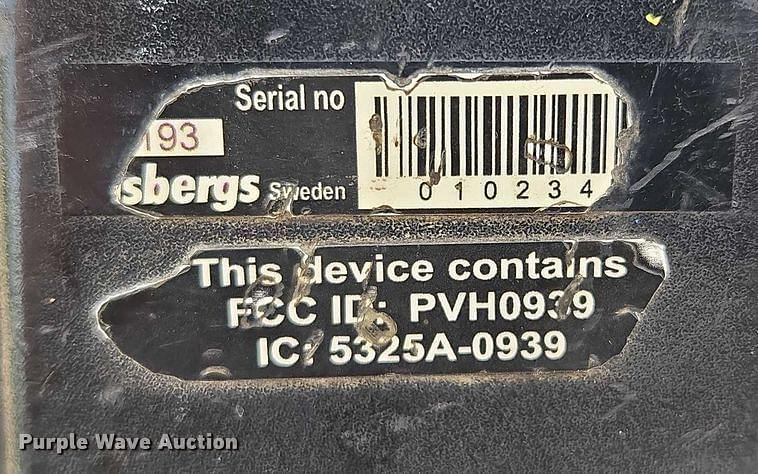 Serial no
193
sbergs Sweden
010234
This device contains
FCC ID: PVH0939
IC: 5325A-0939
Purple Wave Auction